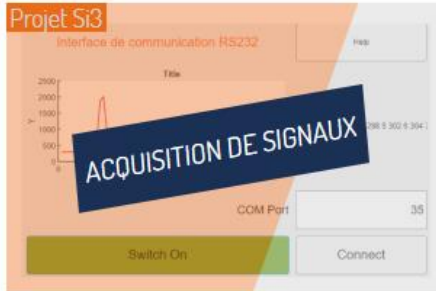 Projet Si3
Interface de communication RS232
Help
Title
2500
2000
1500
1000
500
0
Y
0
ACQUISITION DE SIGNAUX
COM Port
35
Switch On
Connect